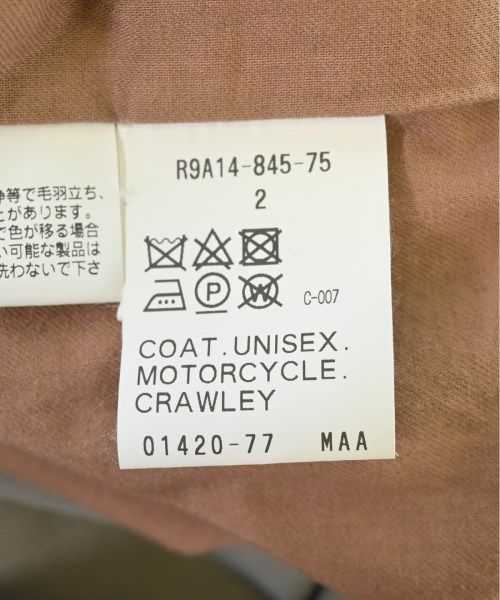 等で毛羽立ち、
とがあります。
で色が移る場合
い可能な製品は
洗わないで下さ
R9A14-845-75
2
P W C-007
COAT.UNISEX.
MOTORCYCLE.
CRAWLEY
01420-77 MAA